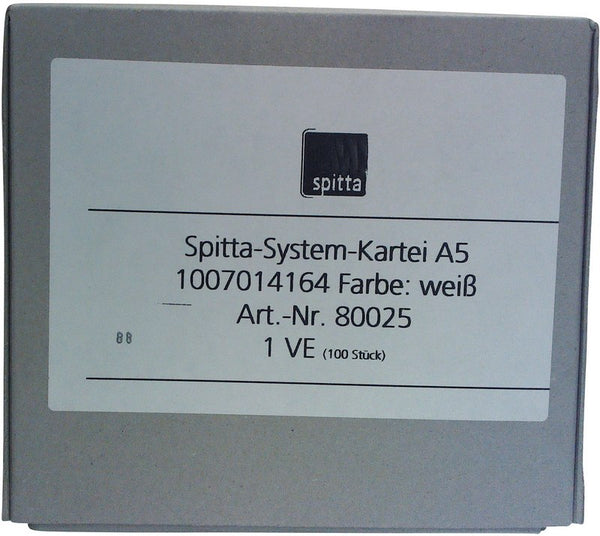 spitta
Spitta-System-Kartei A5
1007014164 Farbe: weiß
Art.-Nr. 80025
88
1 VE (100 Stück)